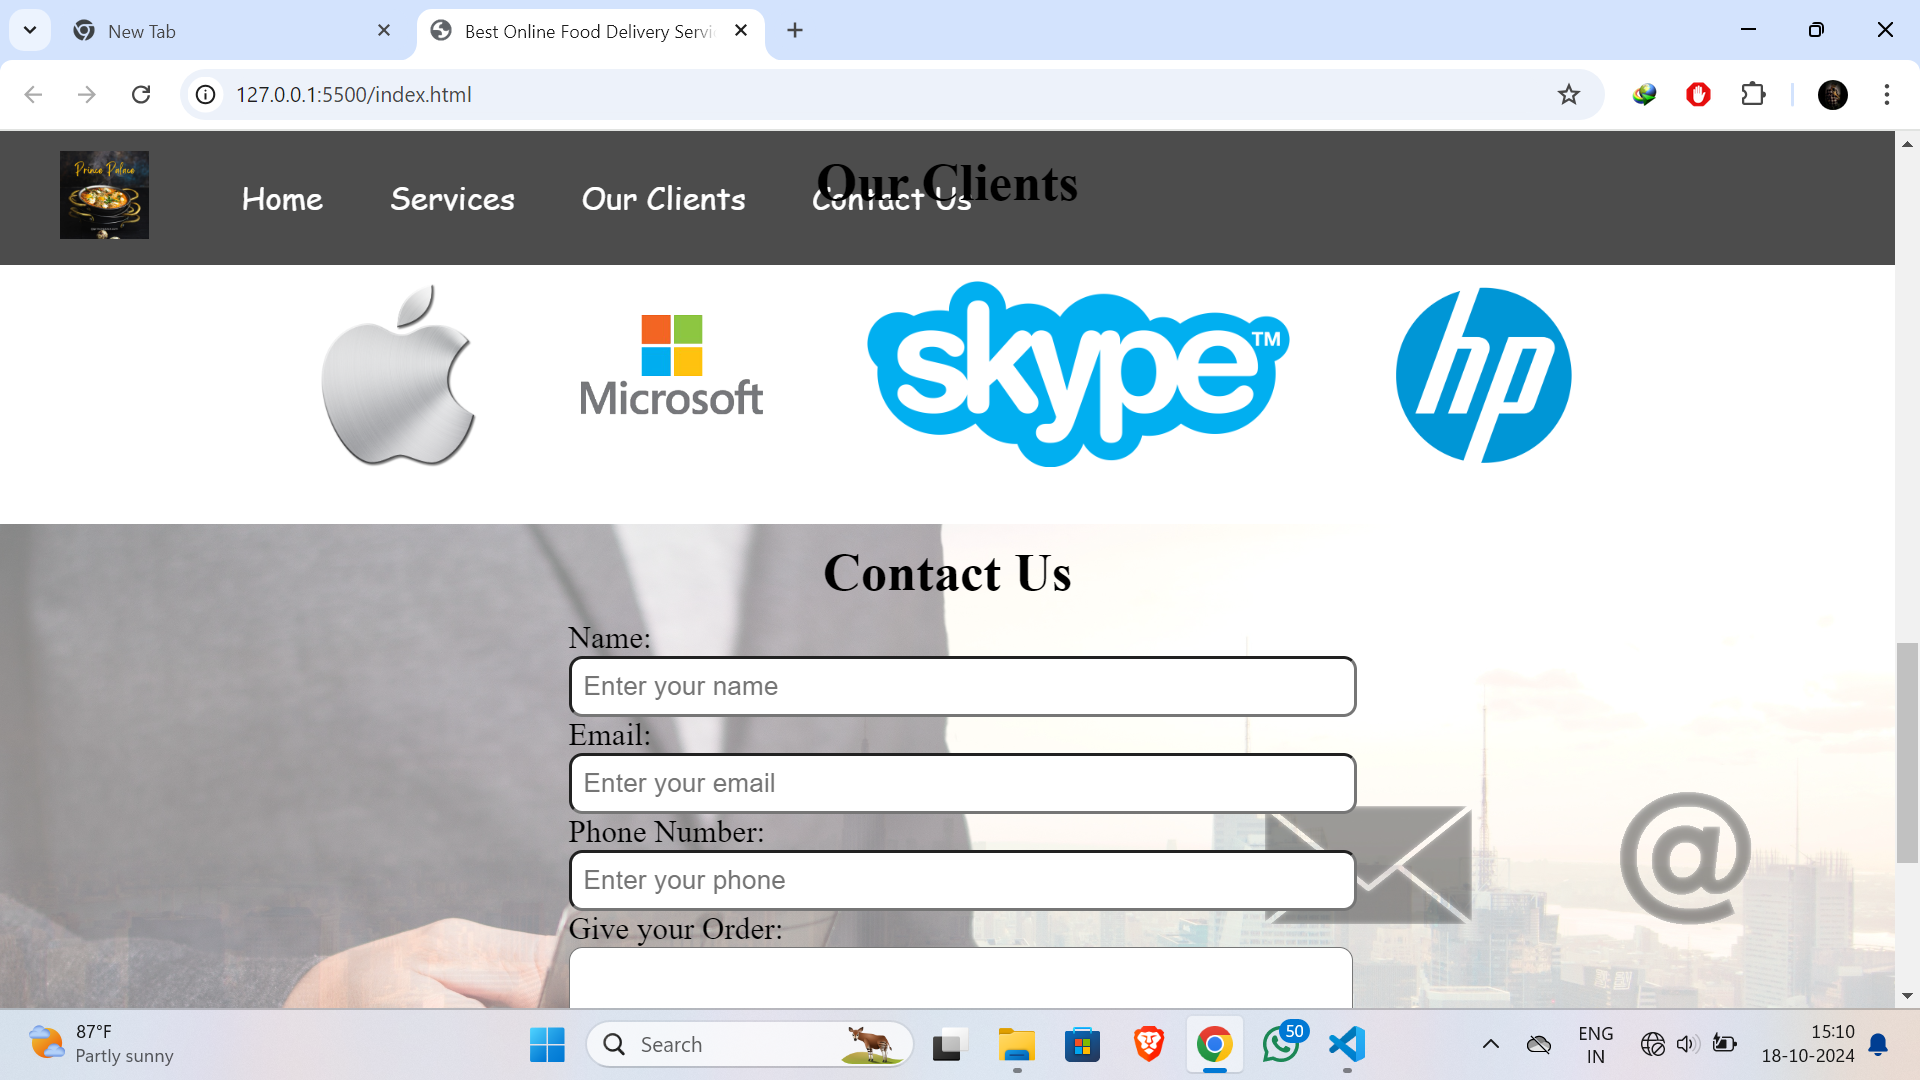 New Tab
Best Online Food Delivery Servi
127.0.0.1:5500/index.html
Prince Palace
Home
Services
Our Clients
Contact Us
Our Clients
Microsoft
skype™
hp
Contact Us
Name:
Enter your name
Email:
Enter your email
Phone Number:
Enter your phone
@
Give your Order:
87°F
Partly sunny
Search
50
ENG
IN
15:10
18-10-2024